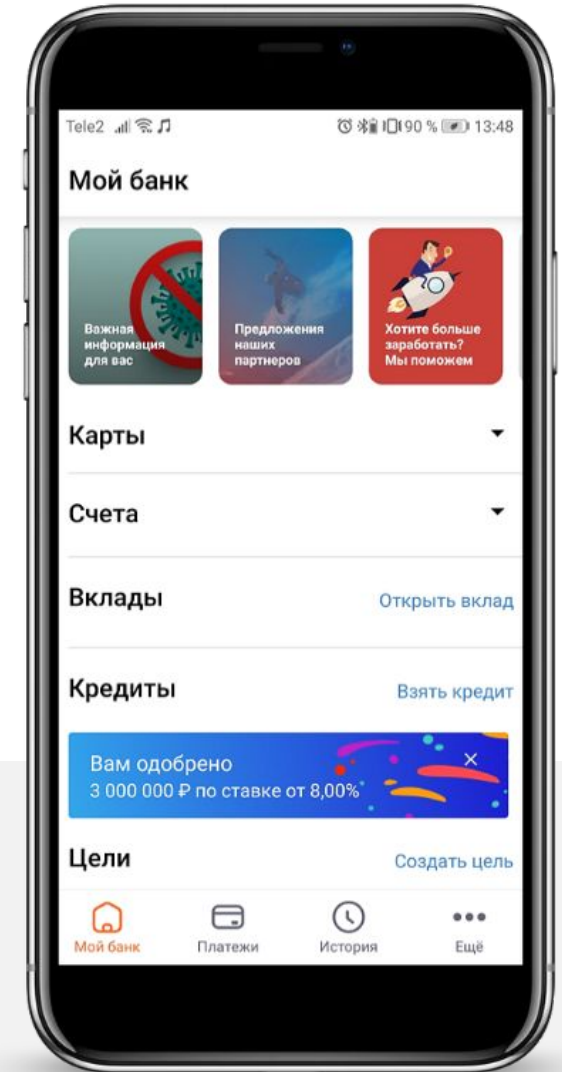 Tele2 90 % 13:48
Мой банк
Важная
информация
для вас
Предложения
наших
партнеров
Хотите больше
заработать?
Мы поможем
Карты
Счета
Вклады Открыть вклад
Кредиты Взять кредит
Вам одобрено
3 000 000 ₽ по ставке от 8,00%
Цели Создать цель
Мой банк Платежи История Ещё